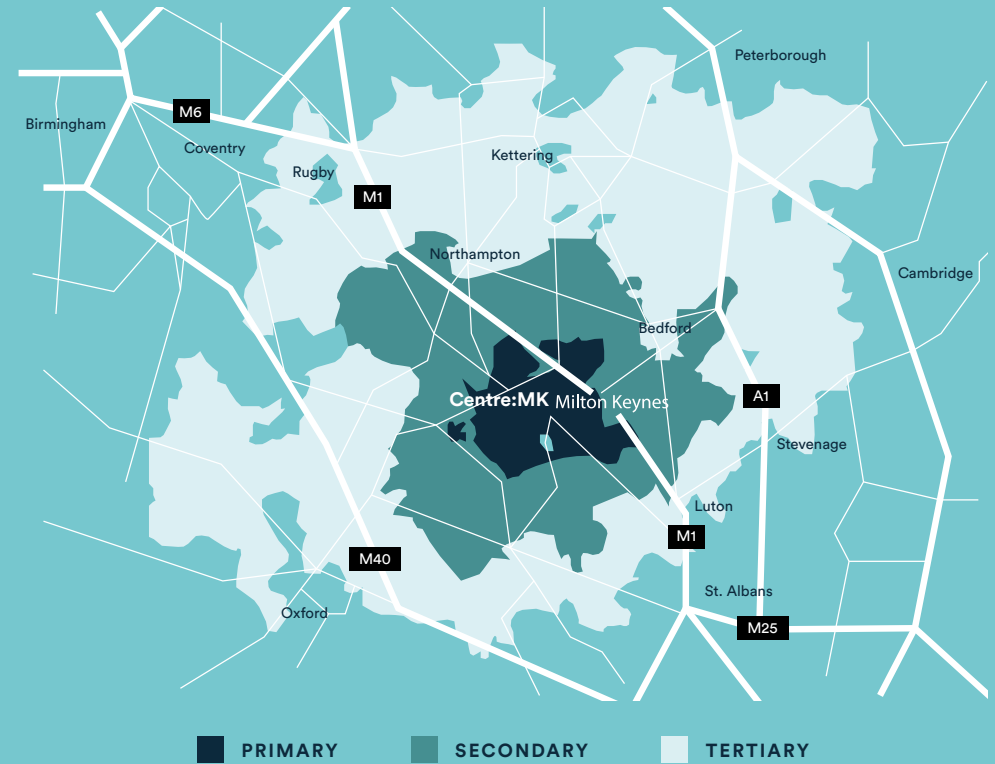 Peterborough
M6
Birmingham
Coventry
Kettering
Rugby
M1
Northampton
Cambridge
Bedford
Centre:MK Milton Keynes
A1
Stevenage
Luton
M1
M40
St. Albans
Oxford
M25
PRIMARY SECONDARY TERTIARY